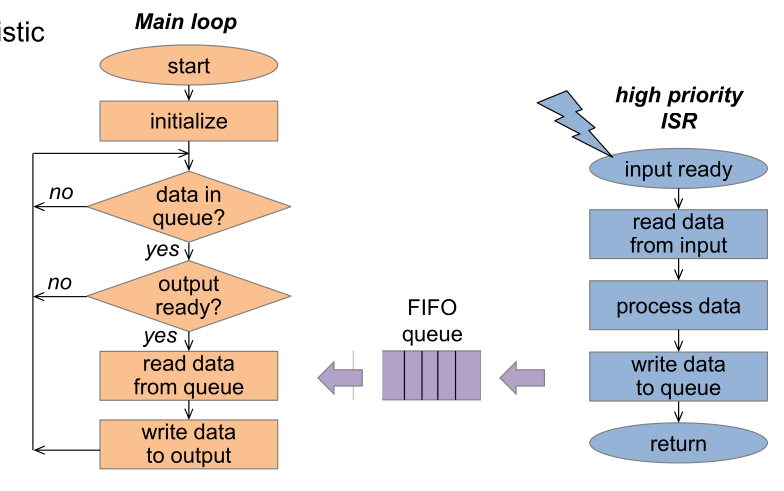 istic
Main loop
start
initialize
no
data in
queue?
yes
no
output
ready?
yes
read data
from queue
write data
to output
FIFO
queue
high priority
ISR
input ready
read data
from input
process data
write data
to queue
return